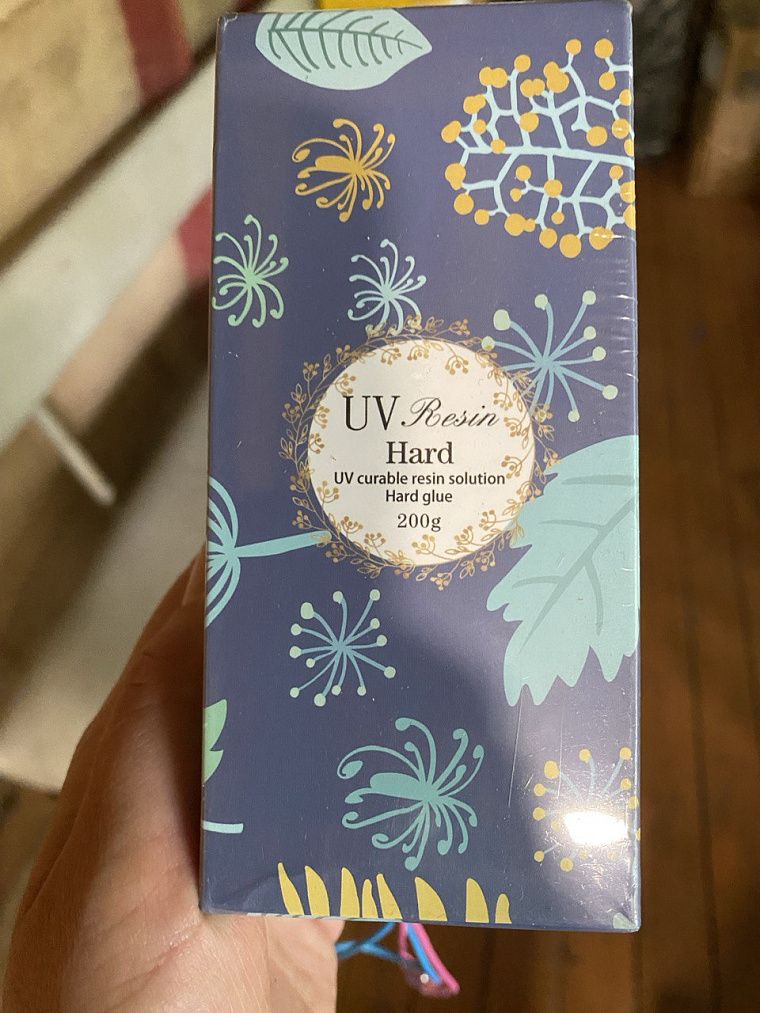 UV Resin
Hard
UV curable resin solution
Hard glue
200g